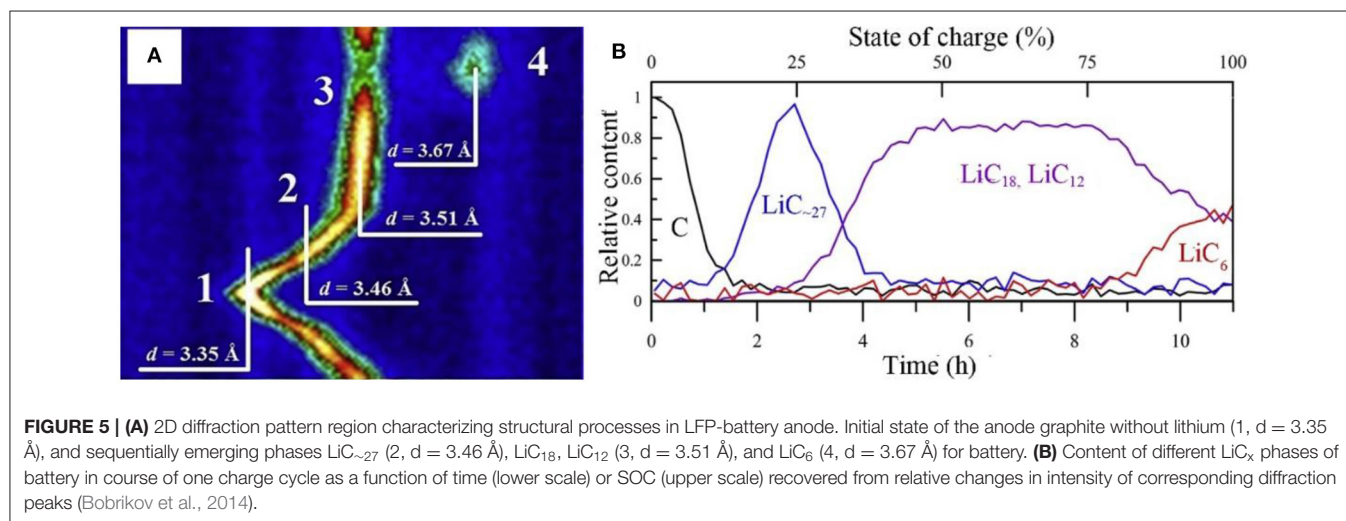 A
1
2
3
4
d = 3.35 Å
d = 3.46 Å
d = 3.51 Å
d = 3.67 Å
B
State of charge (%)
0 25 50 75 100
Relative content
1
0.8
0.6
0.4
0.2
0
C
LiC~27
LiC18, LiC12
LiC6
0 2 4 6 8 10
Time (h)
FIGURE 5 | (A) 2D diffraction pattern region characterizing structural processes in LFP-battery anode. Initial state of the anode graphite without lithium (1, d = 3.35
Å), and sequentially emerging phases LiC~27 (2, d = 3.46 Å), LiC18, LiC12 (3, d = 3.51 Å), and LiC6 (4, d = 3.67 Å) for battery. (B) Content of different LiCx phases of
battery in course of one charge cycle as a function of time (lower scale) or SOC (upper scale) recovered from relative changes in intensity of corresponding diffraction
peaks (Bobrikov et al., 2014).